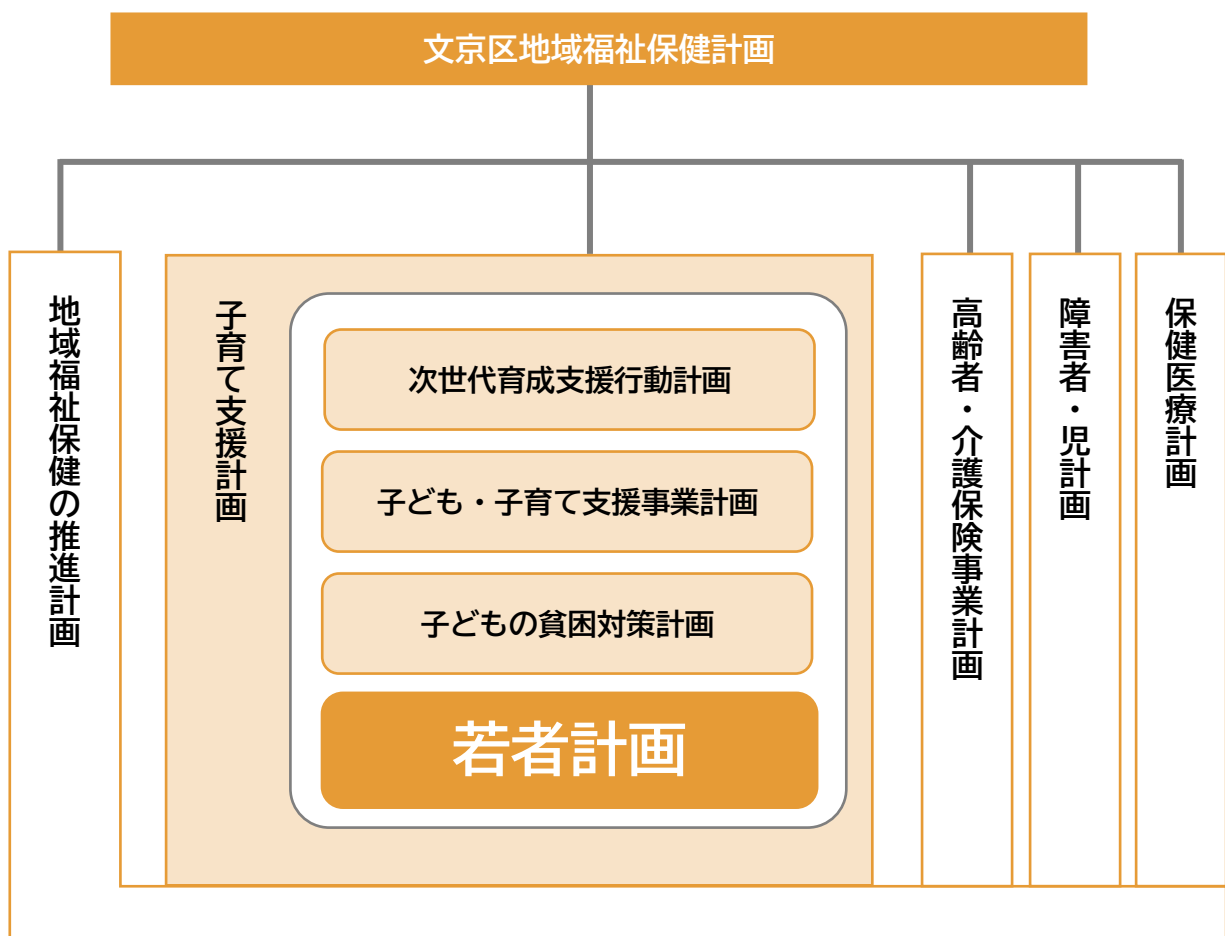 文京区地域福祉保健計画
地域福祉保健の推進計画
子育て支援計画
次世代育成支援行動計画
子ども・子育て支援事業計画
子どもの貧困対策計画
若者計画
高齢者・介護保険事業計画
障害者・児計画
保健医療計画